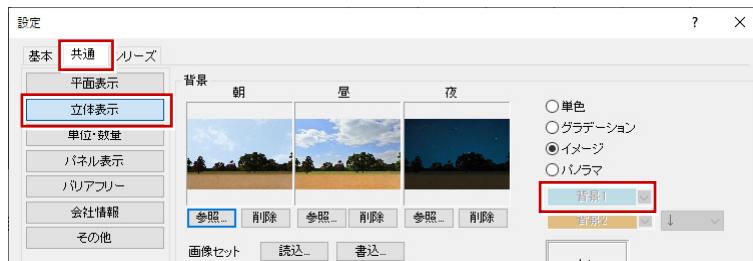 設定 ? ×
基本 共通 シリーズ
平面表示
立体表示
単位・数量
パネル表示
バリアフリー
会社情報
その他
背景
朝 昼 夜
参照... 削除 参照... 削除 参照... 削除
画像セット 読込... 書込...
単色
グラデーション
イメージ
パノラマ
背景1
背景2 ↓